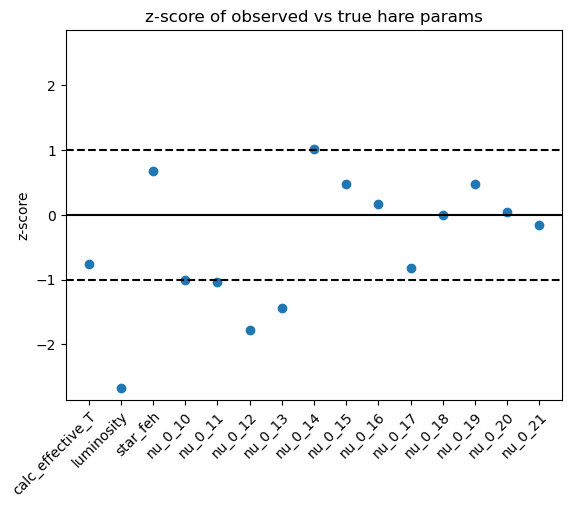 z-score of observed vs true hare params
z-score
2
1
0
−1
−2
calc_effective_T
luminosity
star_feh
nu_0_10
nu_0_11
nu_0_12
nu_0_13
nu_0_14
nu_0_15
nu_0_16
nu_0_17
nu_0_18
nu_0_19
nu_0_20
nu_0_21